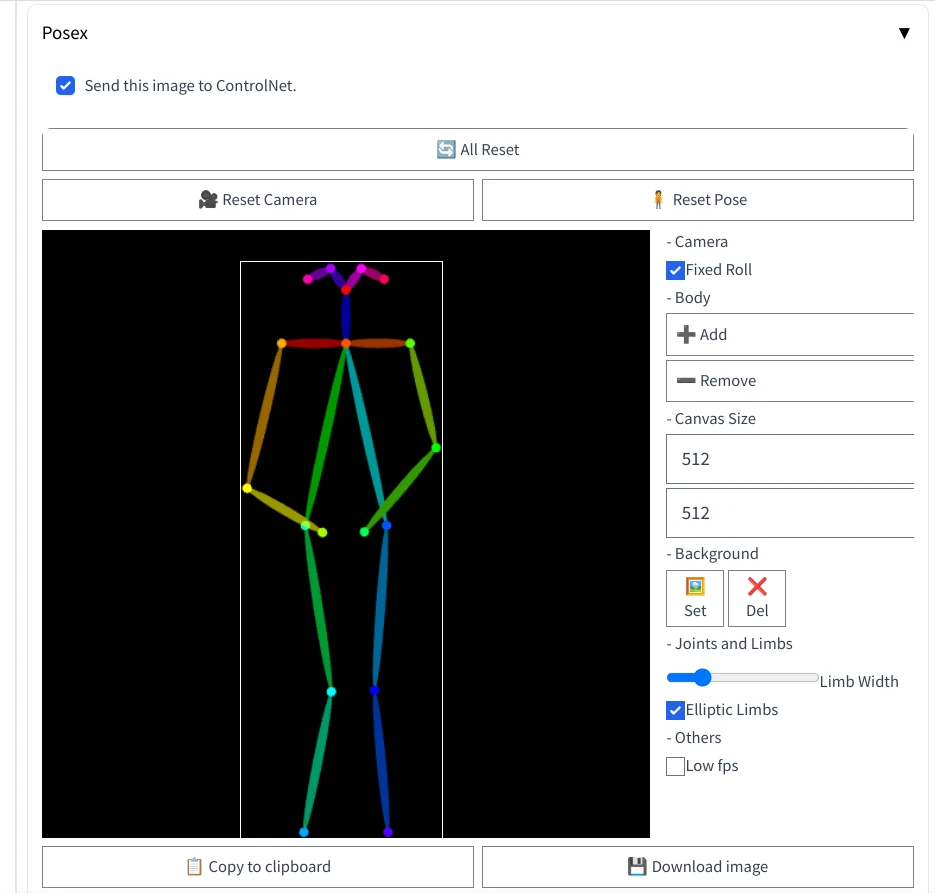 Posex
Send this image to ControlNet.
All Reset
Reset Camera
Reset Pose
- Camera
Fixed Roll
- Body
Add
Remove
- Canvas Size
512
512
- Background
Set
Del
- Joints and Limbs
Limb Width
Elliptic Limbs
- Others
Low fps
Copy to clipboard
Download image